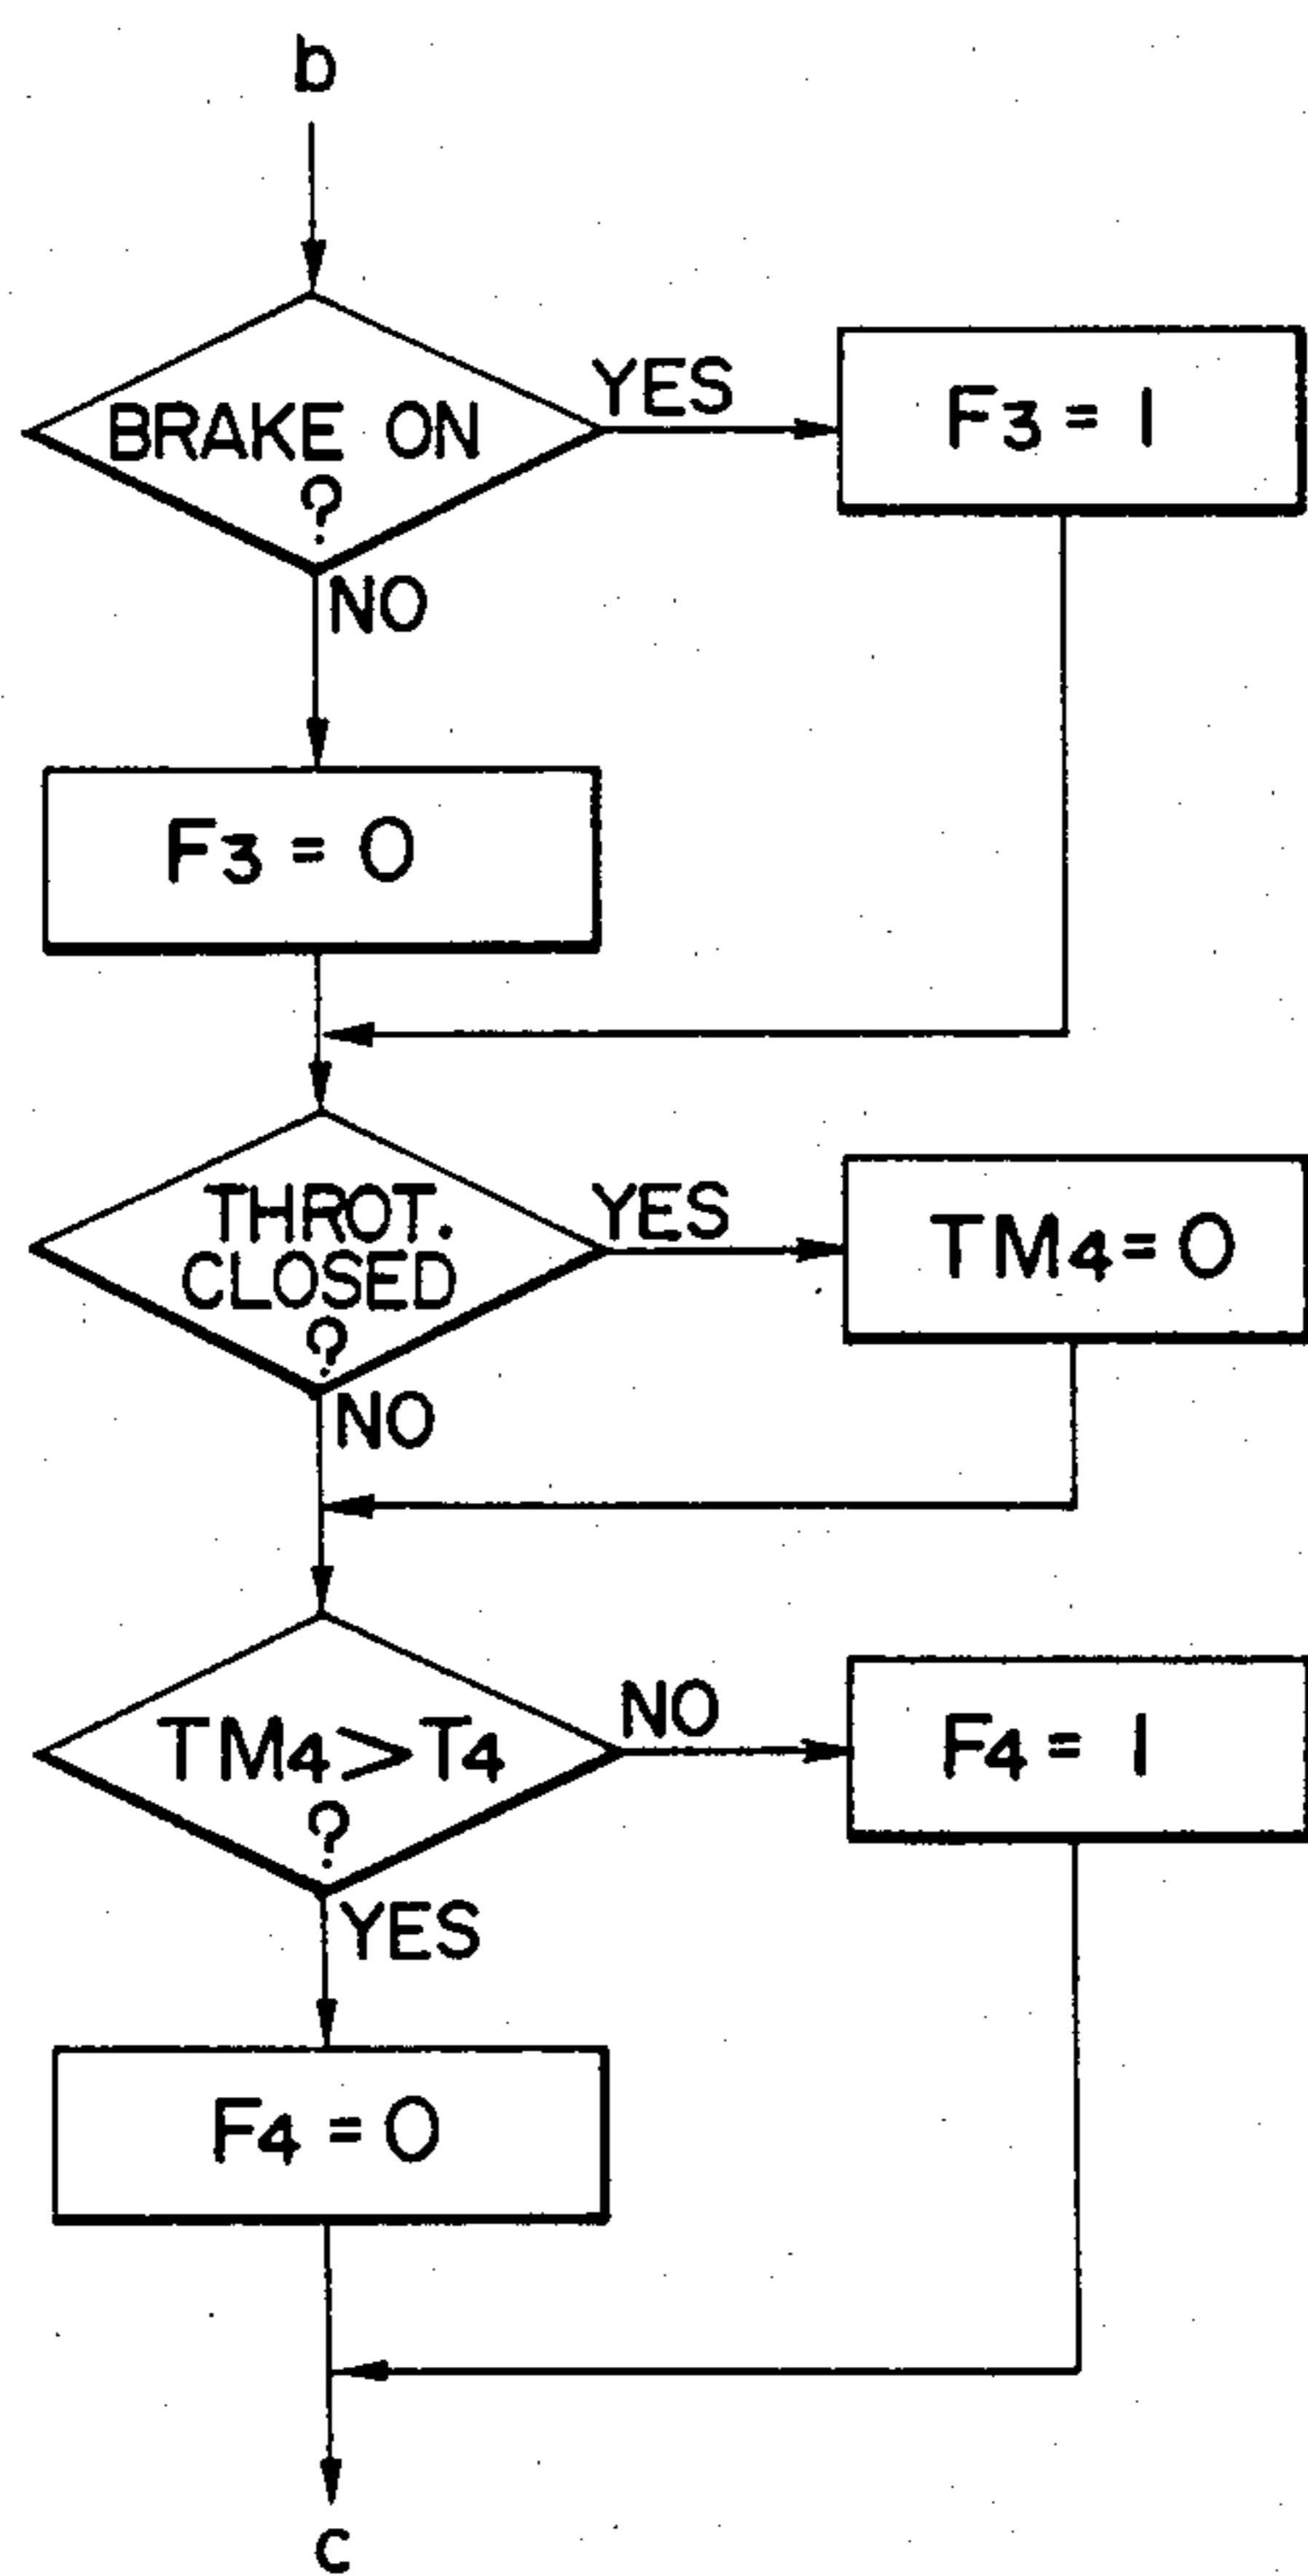 b
BRAKE ON
?
YES
F3 = 1
NO
F3 = 0
THROT.
CLOSED
?
YES
TM4 = 0
NO
TM4 > T4
?
NO
F4 = 1
YES
F4 = 0
c